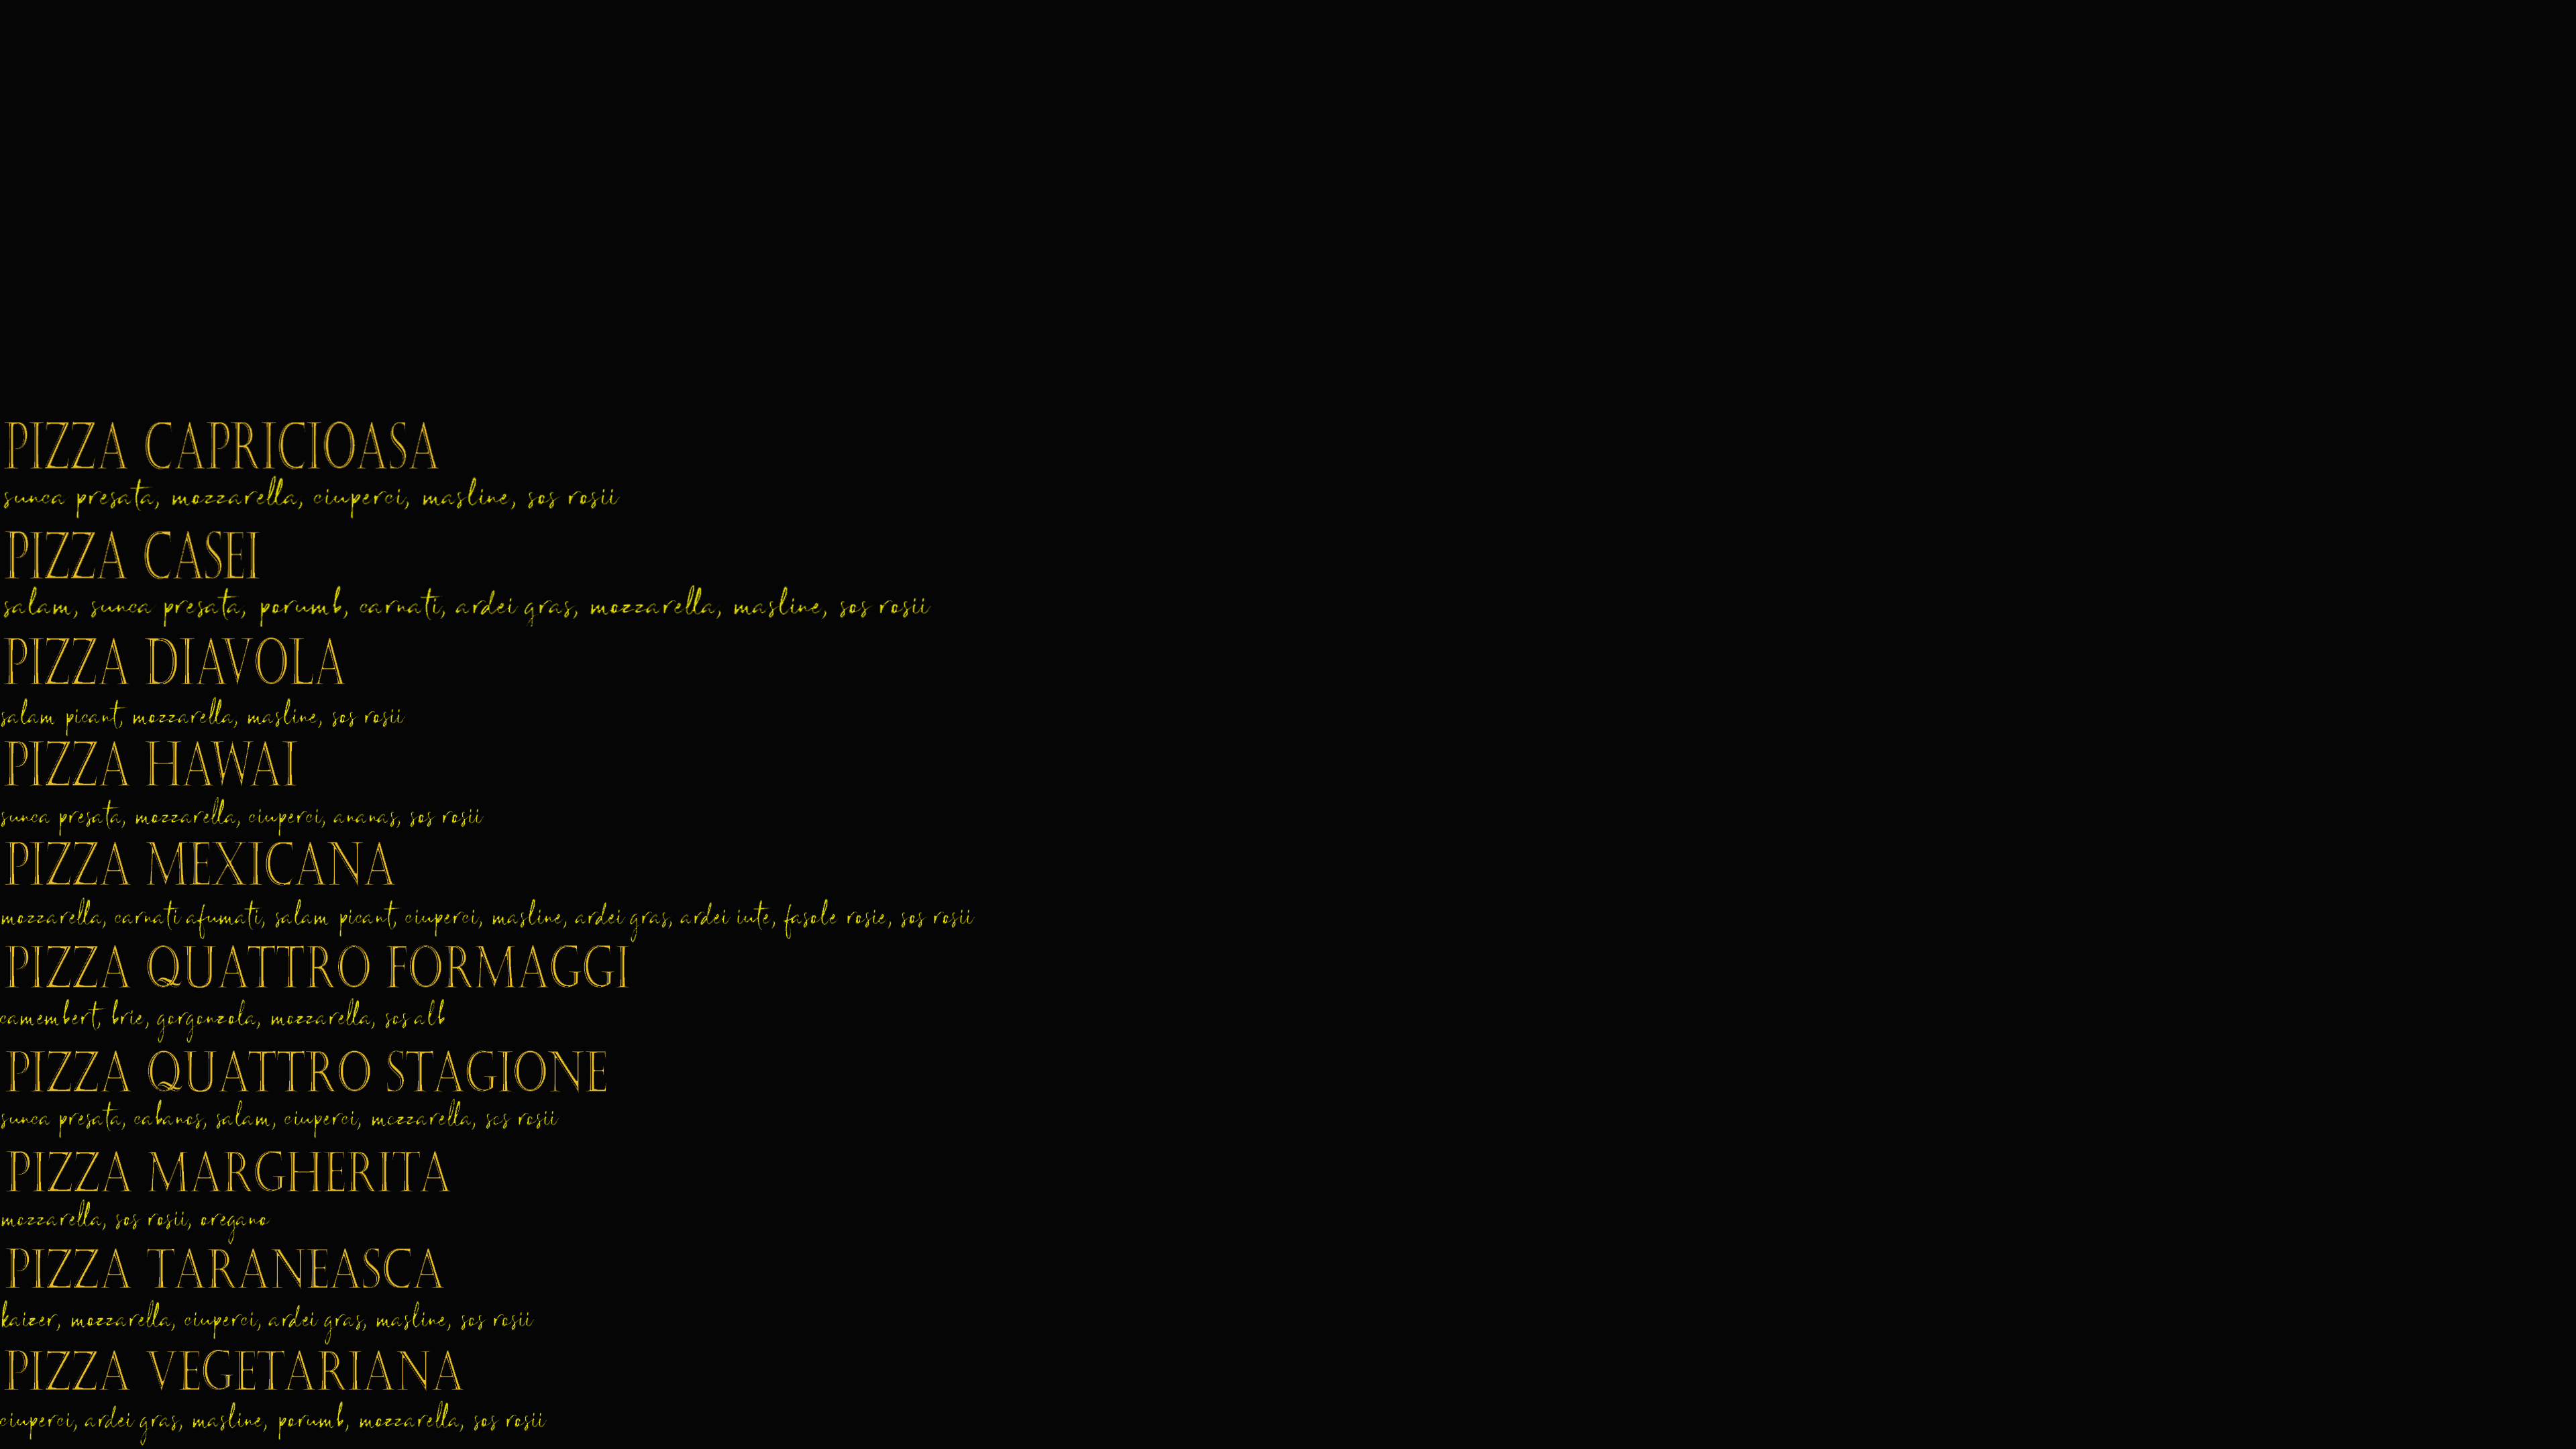 PIZZA CAPRICIOASA
sunca presata, mozzarella, ciuperci, masline, sos rosii
PIZZA CASEI
salam, sunca presata, porumb, carnati, ardei gras, mozzarella, masline, sos rosii
PIZZA DIAVOLA
salam picant, mozzarella, masline, sos rosii
PIZZA HAWAI
sunca presata, mozzarella, ciuperci, ananas, sos rosii
PIZZA MEXICANA
mozzarella, carnati afumati, salam picant, ciuperci, masline, ardei gras, ardei iute, fasole rosie, sos rosii
PIZZA QUATTRO FORMAGGI
camembert, brie, gorgonzola, mozzarella, sos alb
PIZZA QUATTRO STAGIONE
sunca presata, cabanos, salam, ciuperci, mozzarella, sos rosii
PIZZA MARGHERITA
mozzarella, sos rosii, oregano
PIZZA TARANEASCA
kaizer, mozzarella, ciuperci, ardei gras, masline, sos rosii
PIZZA VEGETARIANA
ciuperci, ardei gras, masline, porumb, mozzarella, sos rosii